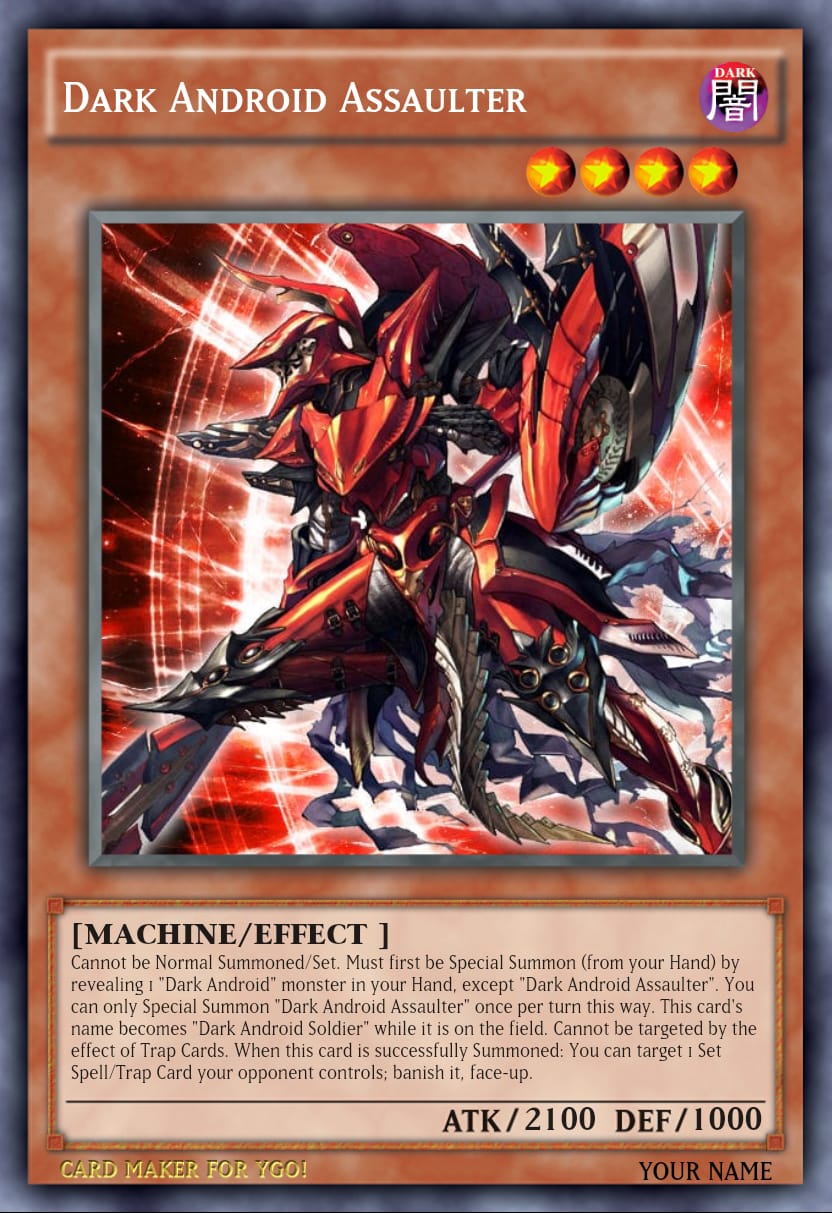 Dark Android Assaulter
DARK
闇
[MACHINE/EFFECT ]
Cannot be Normal Summoned/Set. Must first be Special Summon (from your Hand) by
revealing 1 "Dark Android" monster in your Hand, except "Dark Android Assaulter". You
can only Special Summon "Dark Android Assaulter" once per turn this way. This card's
name becomes "Dark Android Soldier" while it is on the field. Cannot be targeted by the
effect of Trap Cards. When this card is successfully Summoned: You can target 1 Set
Spell/Trap Card your opponent controls; banish it, face-up.
ATK/2100 DEF/1000
CARD MAKER FOR YGO! YOUR NAME